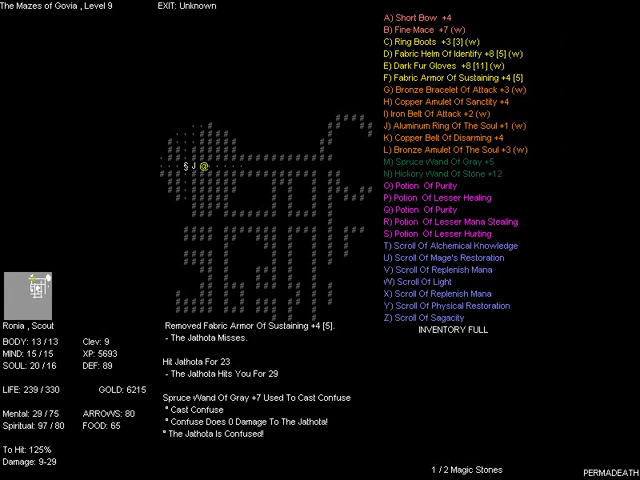 The Mazes of Govia , Level 9
EXIT: Unknown
A) Short Bow +4
B) Fine Mace +7 (w)
C) Ring Boots +3 [3] (w)
D) Fabric Helm Of Identify +8 [5] (w)
E) Dark Fur Gloves +8 [11] (w)
F) Fabric Armor Of Sustaining +4 [5]
G) Bronze Bracelet Of Attack +3 (w)
H) Copper Amulet Of Sanctity +4
I) Iron Belt Of Attack +2 (w)
J) Aluminum Ring Of The Soul +1 (w)
K) Copper Belt Of Disarming +4
L) Bronze Amulet Of The Soul +3 (w)
M) Spruce Wand Of Gray +5
N) Hickory Wand Of Stone +12
O) Potion Of Purity
P) Potion Of Lesser Healing
Q) Potion Of Purity
R) Potion Of Lesser Mana Stealing
S) Potion Of Lesser Hurting
T) Scroll Of Alchemical Knowledge
U) Scroll Of Mage's Restoration
V) Scroll Of Replenish Mana
W) Scroll Of Light
X) Scroll Of Replenish Mana
Y) Scroll Of Physical Restoration
Z) Scroll Of Sagacity
INVENTORY FULL
§ J @
Ronia , Scout
BODY: 13 / 13
Clev: 9
MIND: 15 / 15
XP: 5693
SOUL: 20 / 16
DEF: 89
LIFE: 239 / 330
GOLD: 6215
Mental: 29 / 75
ARROWS: 80
Spiritual: 97 / 80
FOOD: 65
To Hit: 125%
Damage: 9-29
Removed Fabric Armor Of Sustaining +4 [5].
- The Jathota Misses.
Hit Jathota For 23
- The Jathota Hits You For 29
Spruce Wand Of Gray +7 Used To Cast Confuse
* Cast Confuse
* Confuse Does 0 Damage To The Jathota!
* The Jathota Is Confused!
1 / 2 Magic Stones
PERMADEATH